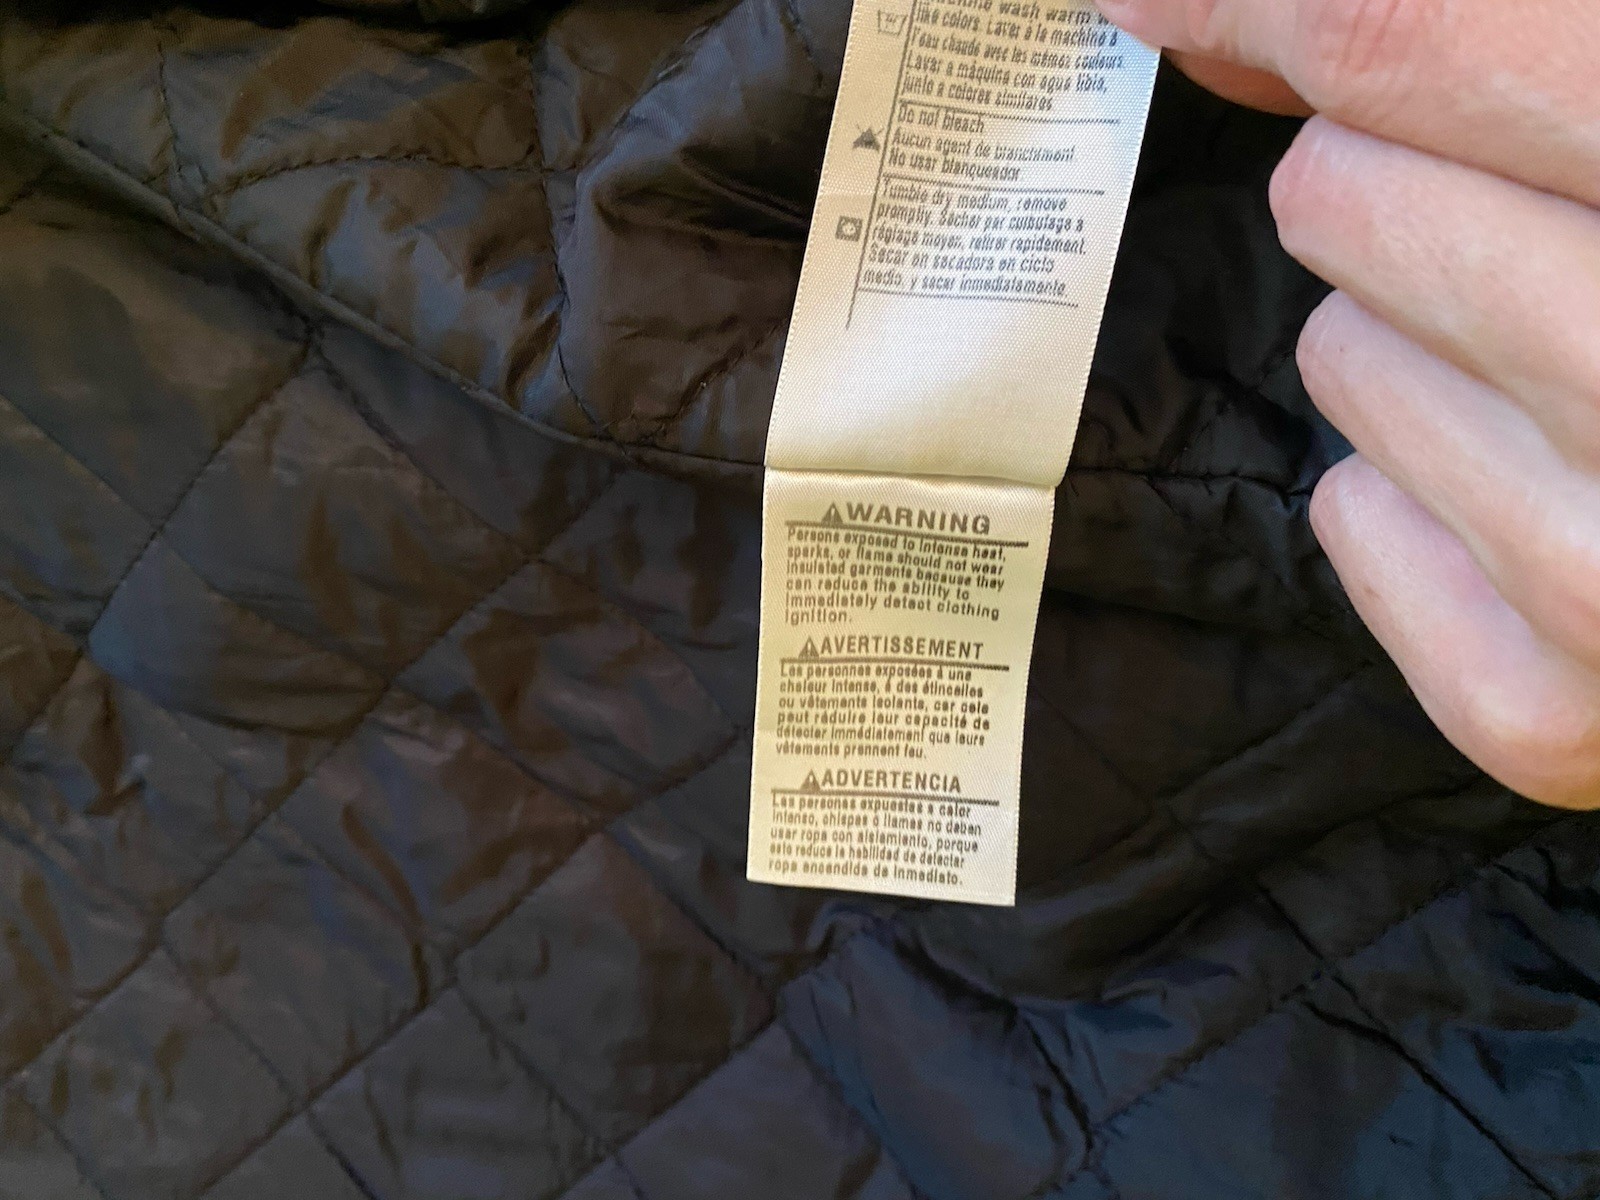 wash warm
like colors. Laver à la machine à
l'eau chaude avec les mêmes couleurs.
Lavar a máquina con agua tibia,
junto a colores similares
Do not bleach
Aucun agent de blanchiment
No usar blanqueador
Tumble dry medium, remove
promptly. Sécher par culbutage à
réglage moyen, retirer rapidement.
Secar en secadora en ciclo
medio, y sacar inmediatamente
WARNING
Persons exposed to intense heat,
sparks, or flame should not wear
insulated garments because they
can reduce the ability to
immediately detect clothing
ignition.
AVERTISSEMENT
Les personnes exposées à une
chaleur intense, à des étincelles
ou vêtements isolants, car cela
peut réduire leur capacité de
détecter immédiatement que leurs
vêtements prennent feu.
ADVERTENCIA
Las personas expuestas a calor
intenso, chispas o llamas no deben
usar ropa con aislamiento, porque
esto reduce la habilidad de detectar
ropa encendida de inmediato.